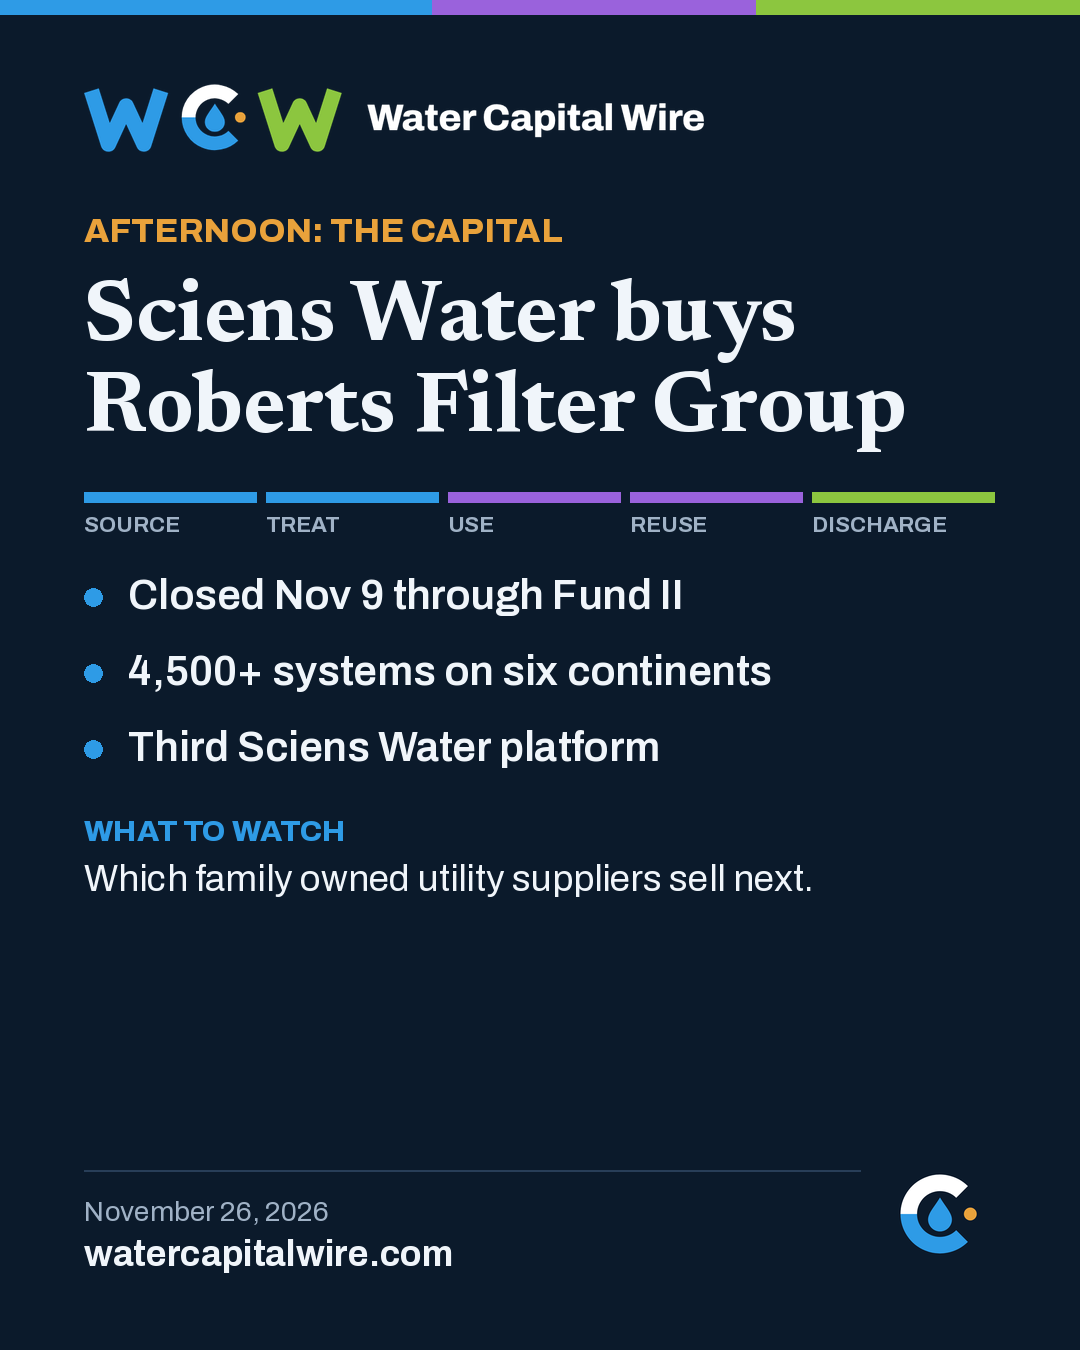 WCW Water Capital Wire
AFTERNOON: THE CAPITAL
Sciens Water buys
Roberts Filter Group
SOURCE TREAT USE REUSE DISCHARGE
Closed Nov 9 through Fund II
4,500+ systems on six continents
Third Sciens Water platform
WHAT TO WATCH
Which family owned utility suppliers sell next.
November 26, 2026
watercapitalwire.com